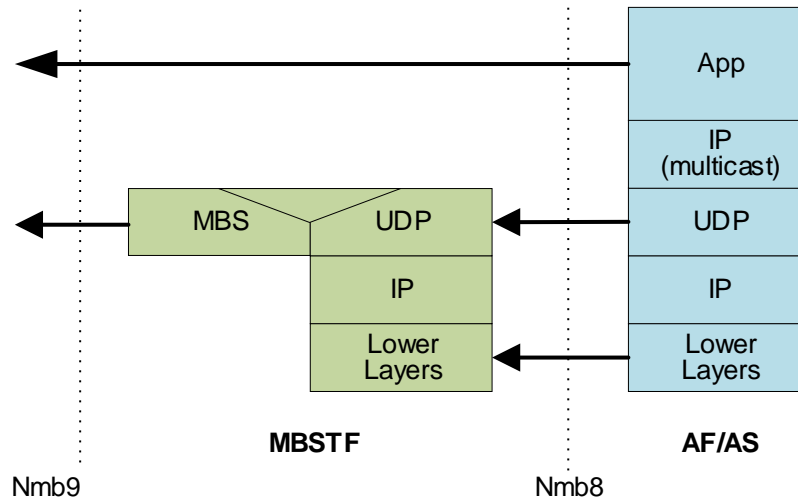 App
IP
(multicast)
MBS
UDP
UDP
IP
IP
Lower
Layers
Lower
Layers
MBSTF
AF/AS
Nmb9
Nmb8